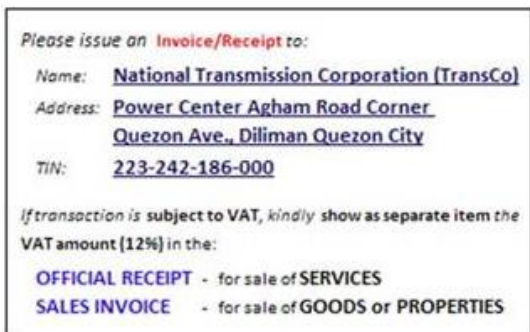 Please issue an Invoice/Receipt to:
Name: National Transmission Corporation (TransCo)
Address: Power Center Agham Road Corner
Quezon Ave., Diliman Quezon City
TIN: 223-242-186-000
If transaction is subject to VAT, kindly show as separate item the
VAT amount (12%) in the:
OFFICIAL RECEIPT - for sale of SERVICES
SALES INVOICE - for sale of GOODS or PROPERTIES